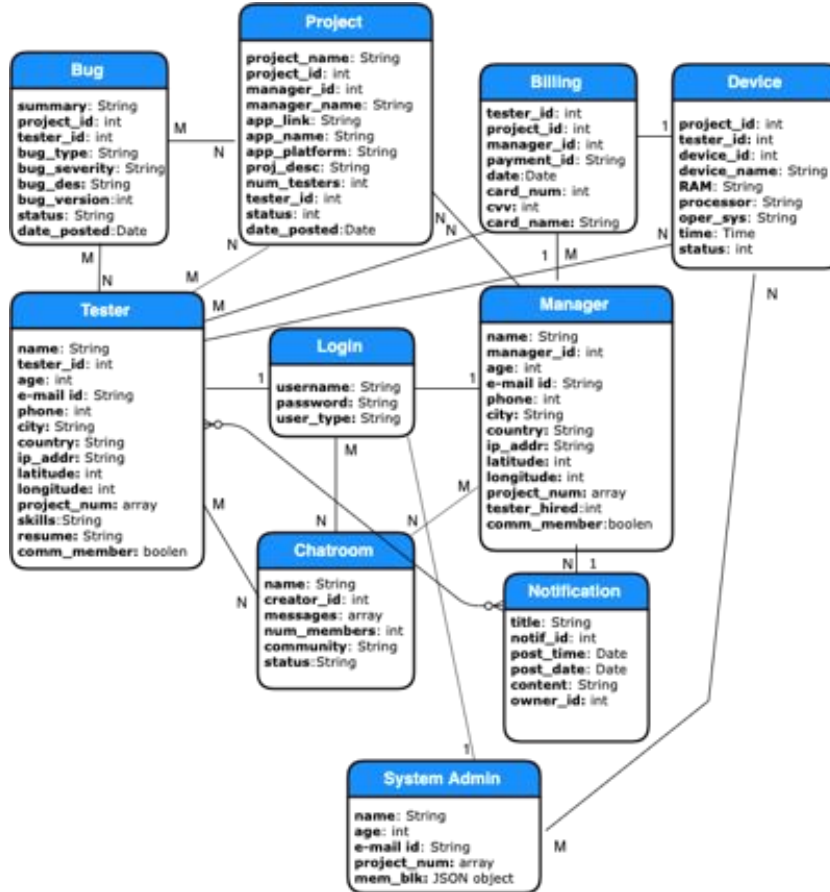 Project
project_name: String
project_id: int
manager_id: int
manager_name: String
app_link: String
app_name: String
app_platform: String
proj_desc: String
num_testers: int
tester_id: int
status: int
date_posted:Date
Bug
summary: String
project_id: int
tester_id: int
bug_type: String
bug_severity: String
bug_des: String
bug_version:int
status: String
date_posted:Date
Billing
tester_id: int
project_id: int
manager_id: int
payment_id: String
date:Date
card_num: int
cvv: int
card_name: String
Device
project_id: int
tester_id: int
device_id: int
device_name: String
RAM: String
processor: String
oper_sys: String
time: Time
status: int
M
N
1
N
N
N
N
M
N
M
M
1
M
N
Tester
name: String
tester_id: int
age: int
e-mail id: String
phone: int
city: String
country: String
ip_addr: String
latitude: int
longitude: int
project_num: array
skills:String
resume: String
comm_member: boolen
Login
username: String
password: String
user_type: String
1
1
Manager
name: String
manager_id: int
age: int
e-mail id: String
phone: int
city: String
country: String
ip_addr: String
latitude: int
longitude: int
project_num: array
tester_hired:int
comm_member:boolen
M
M
M
N
N
N
N
1
Chatroom
name: String
creator_id: int
messages: array
num_members: int
community: String
status:String
Notification
title: String
notif_id: int
post_time: Date
post_date: Date
content: String
owner_id: int
1
M
System Admin
name: String
age: int
e-mail id: String
project_num: array
mem_blk: JSON object